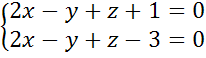 2x − y + z + 1 = 0
2x − y + z − 3 = 0